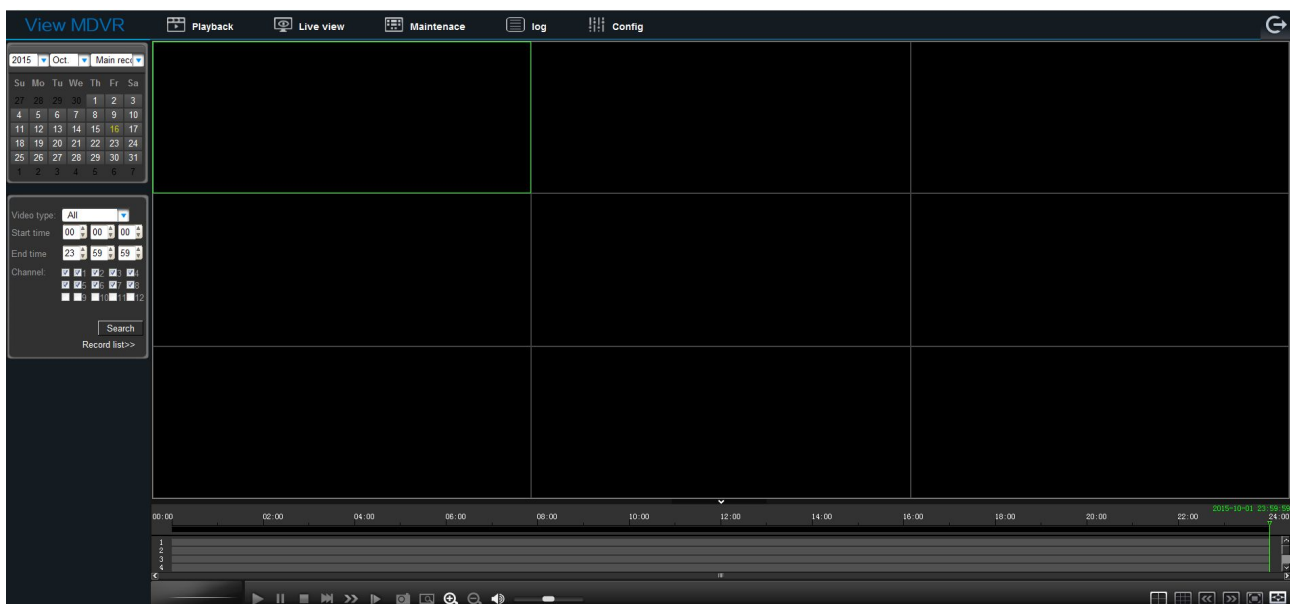 View MDVR Playback Live view Maintenace log Config
2015 Oct. Main rec
Su Mo Tu We Th Fr Sa
27 28 29 30 1 2 3
4 5 6 7 8 9 10
11 12 13 14 15 16 17
18 19 20 21 22 23 24
25 26 27 28 29 30 31
1 2 3 4 5 6 7
Video type: All
Start time 00 00 00
End time 23 59 59
Channel: 1 2 3 4
5 6 7 8
9 10 11 12
Search
Record list>>
2015-10-01 23:59:59
00:00 02:00 04:00 06:00 08:00 10:00 12:00 14:00 16:00 18:00 20:00 22:00 24:00
1
2
3
4